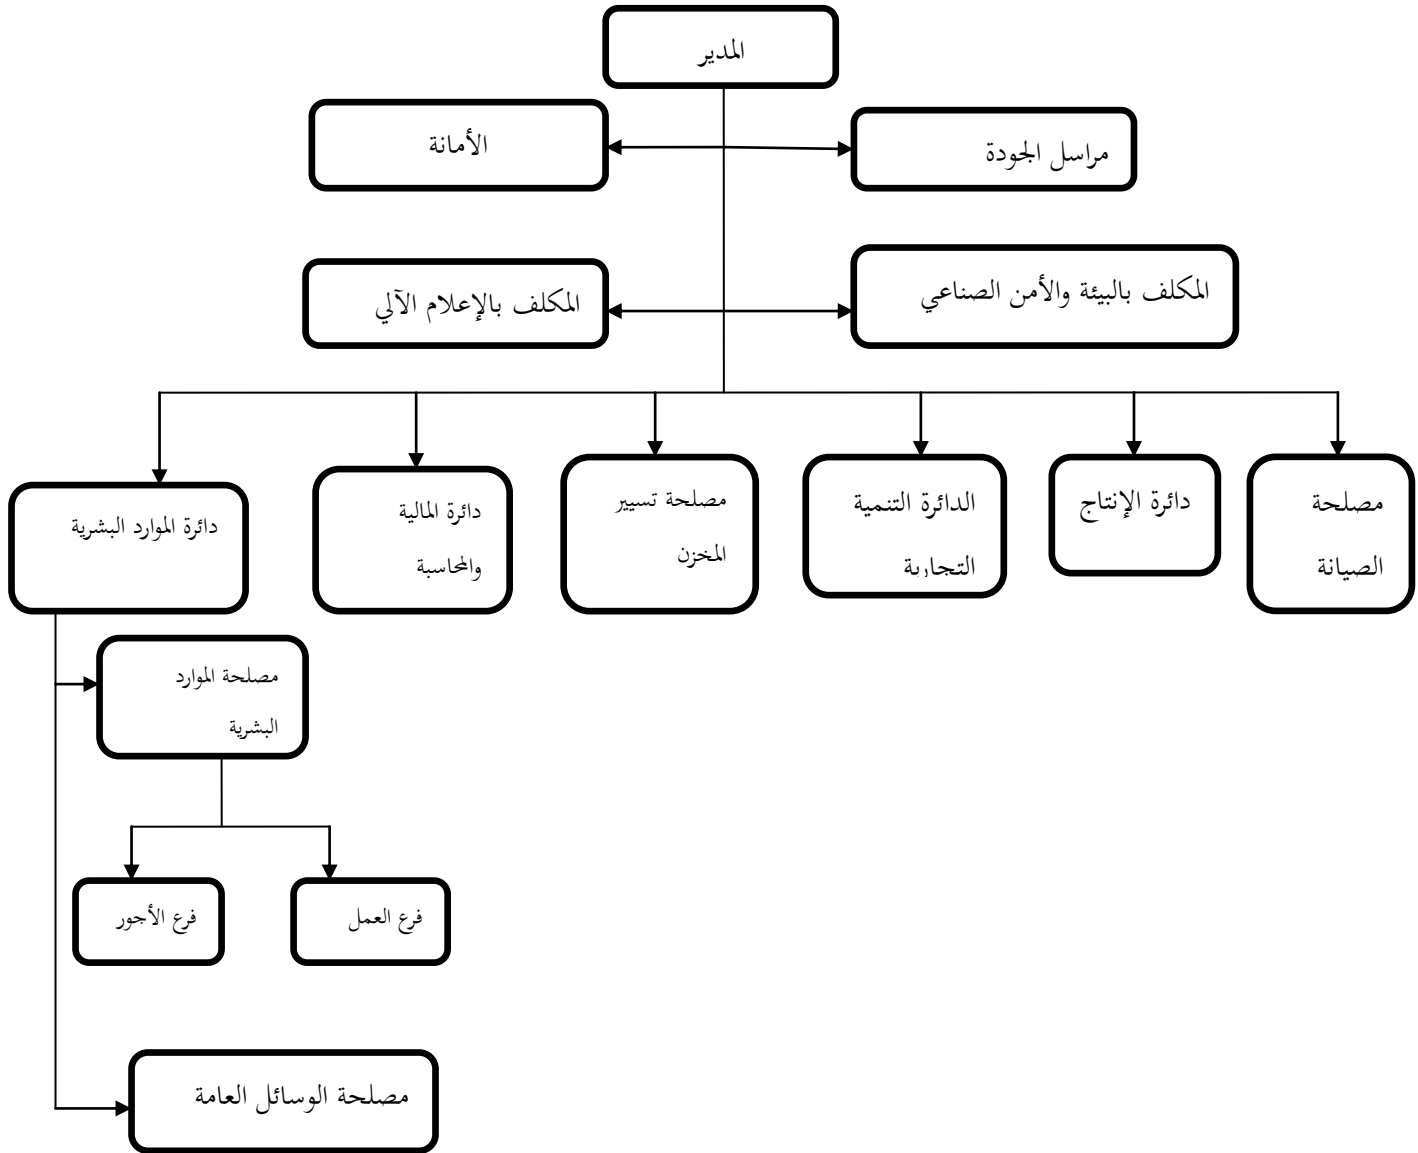 المدير
مراسل الجودة
الأمانة
المكلف بالبيئة والأمن الصناعي
المكلف بالإعلام الآلي
مصلحة
الصيانة
دائرة الإنتاج
الدائرة التنمية
التجارية
مصلحة تسيير
المخزن
دائرة المالية
والمحاسبة
دائرة الموارد البشرية
مصلحة الموارد
البشرية
فرع العمل
فرع الأجور
مصلحة الوسائل العامة